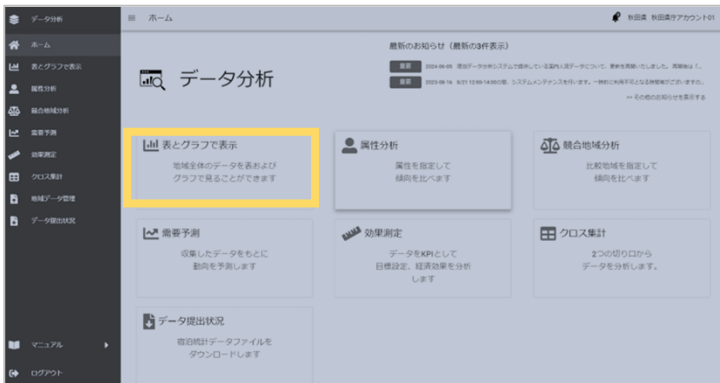 データ分析
ホーム
表とグラフで表示
属性分析
競合地域分析
需要予測
効果測定
クロス集計
地域データ管理
データ提出状況
マニュアル
ログアウト
ホーム
秋田県 秋田県庁アカウント01
データ分析
最新のお知らせ（最新の3件表示）
重要
重要
>> その他のお知らせを表示する
表とグラフで表示
地域全体のデータを表および
グラフで見ることができます
属性分析
属性を指定して
傾向を比べます
競合地域分析
比較地域を指定して
傾向を比べます
需要予測
収集したデータをもとに
動向を予測します
効果測定
データをKPIとして
目標設定、経済効果を分析
します
クロス集計
2つの切り口から
データを分析します。
データ提出状況
宿泊統計データファイルを
ダウンロードします